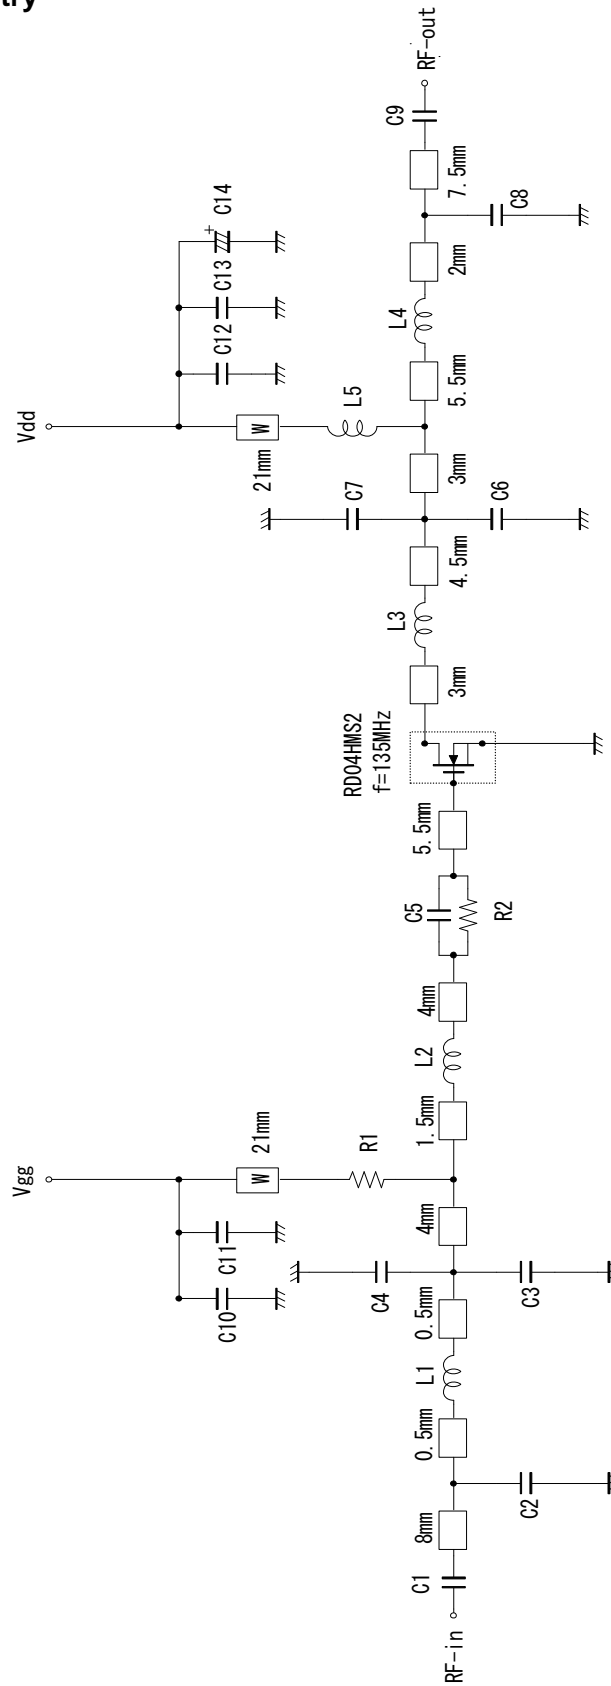 try
RF-out
C9
7.5mm
C8
2mm
L4
5.5mm
C14
+
C13
C12
Vdd
W
21mm
L5
3mm
C7
C6
4.5mm
L3
3mm
RD04HMS2
f=135MHz
5.5mm
C5
R2
4mm
L2
1.5mm
Vgg
W
21mm
R1
4mm
C11
C10
C4
C3
0.5mm
L1
0.5mm
C2
8mm
C1
RF-in